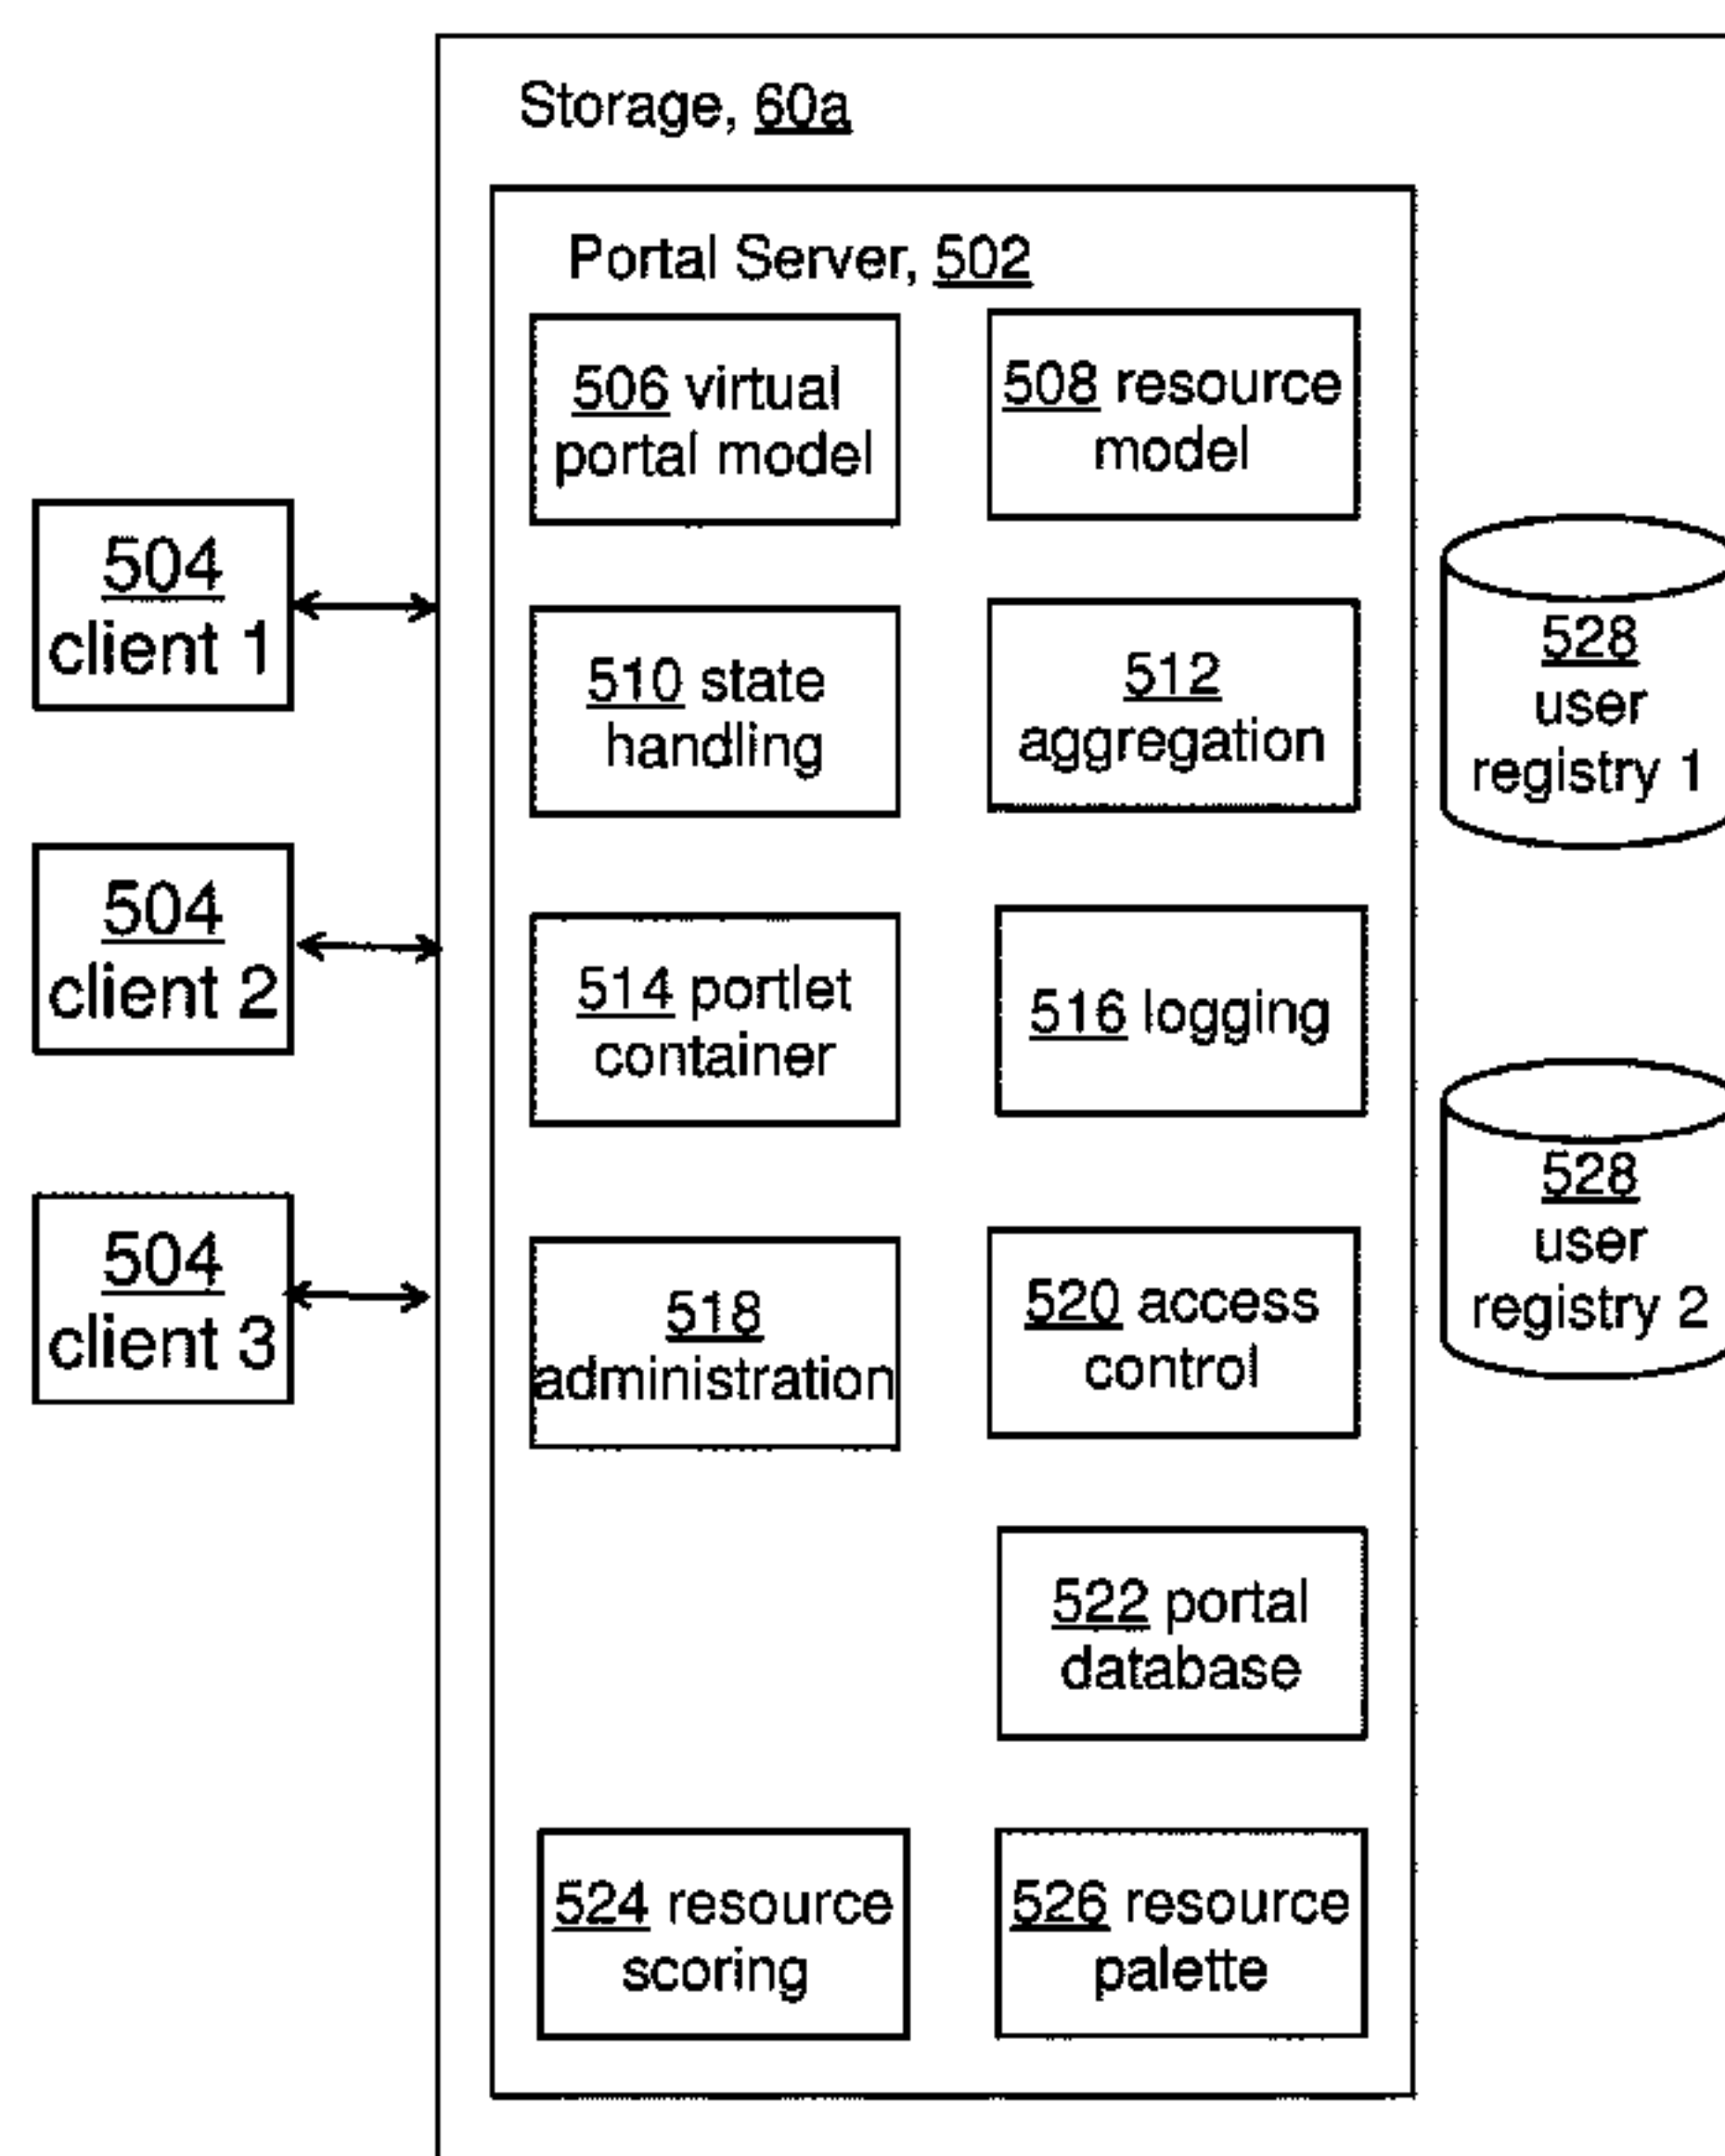 Storage, 60a
Portal Server, 502
506 virtual
portal model
508 resource
model
504
client 1
510 state
handling
512
aggregation
528
user
registry 1
504
client 2
514 portlet
container
516 logging
528
user
registry 2
504
client 3
518
administration
520 access
control
522 portal
database
524 resource
scoring
526 resource
palette